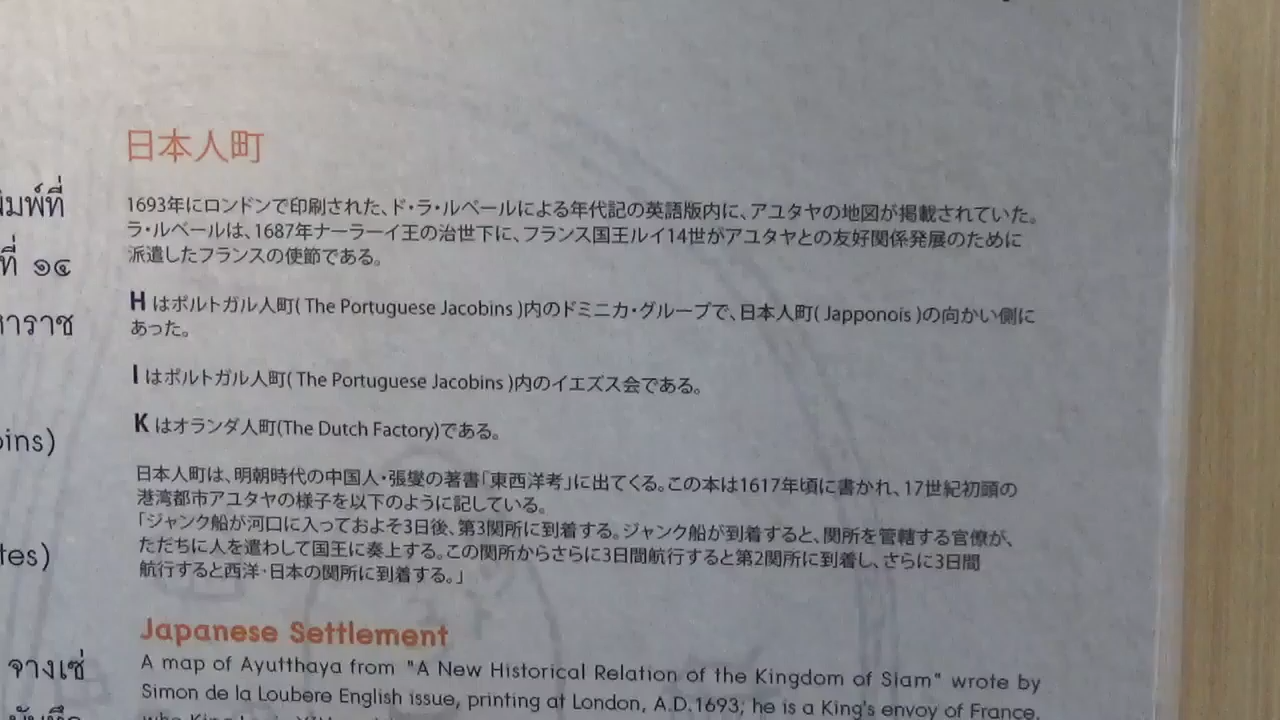 日本人町
1693年にロンドンで印刷された、ド・ラ・ルベールによる年代記の英語版内に、アユタヤの地図が掲載されていた。
ラ・ルベールは、1687年ナーラーイ王の治世下に、フランス国王ルイ14世がアユタヤとの友好関係発展のために
派遣したフランスの使節である。
H はポルトガル人町( The Portuguese Jacobins )内のドミニカ・グループで、日本人町( Japponois )の向かい側に
あった。
I はポルトガル人町( The Portuguese Jacobins )内のイエズス会である。
K はオランダ人町(The Dutch Factory)である。
日本人町は、明朝時代の中国人・張燮の著書「東西洋考」に出てくる。この本は1617年頃に書かれ、17世紀初頭の
港湾都市アユタヤの様子を以下のように記している。
「ジャンク船が河口に入っておよそ3日後、第3関所に到着する。ジャンク船が到着すると、関所を管轄する官僚が、
ただちに人を遣わして国王に奏上する。この関所からさらに3日間航行すると第2関所に到着し、さらに3日間
航行すると西洋・日本の関所に到着する。」
Japanese Settlement
A map of Ayutthaya from "A New Historical Relation of the Kingdom of Siam" wrote by
Simon de la Loubere English issue, printing at London, A.D.1693; he is a King's envoy of France,
ที่ ๑๔
จางเซ่